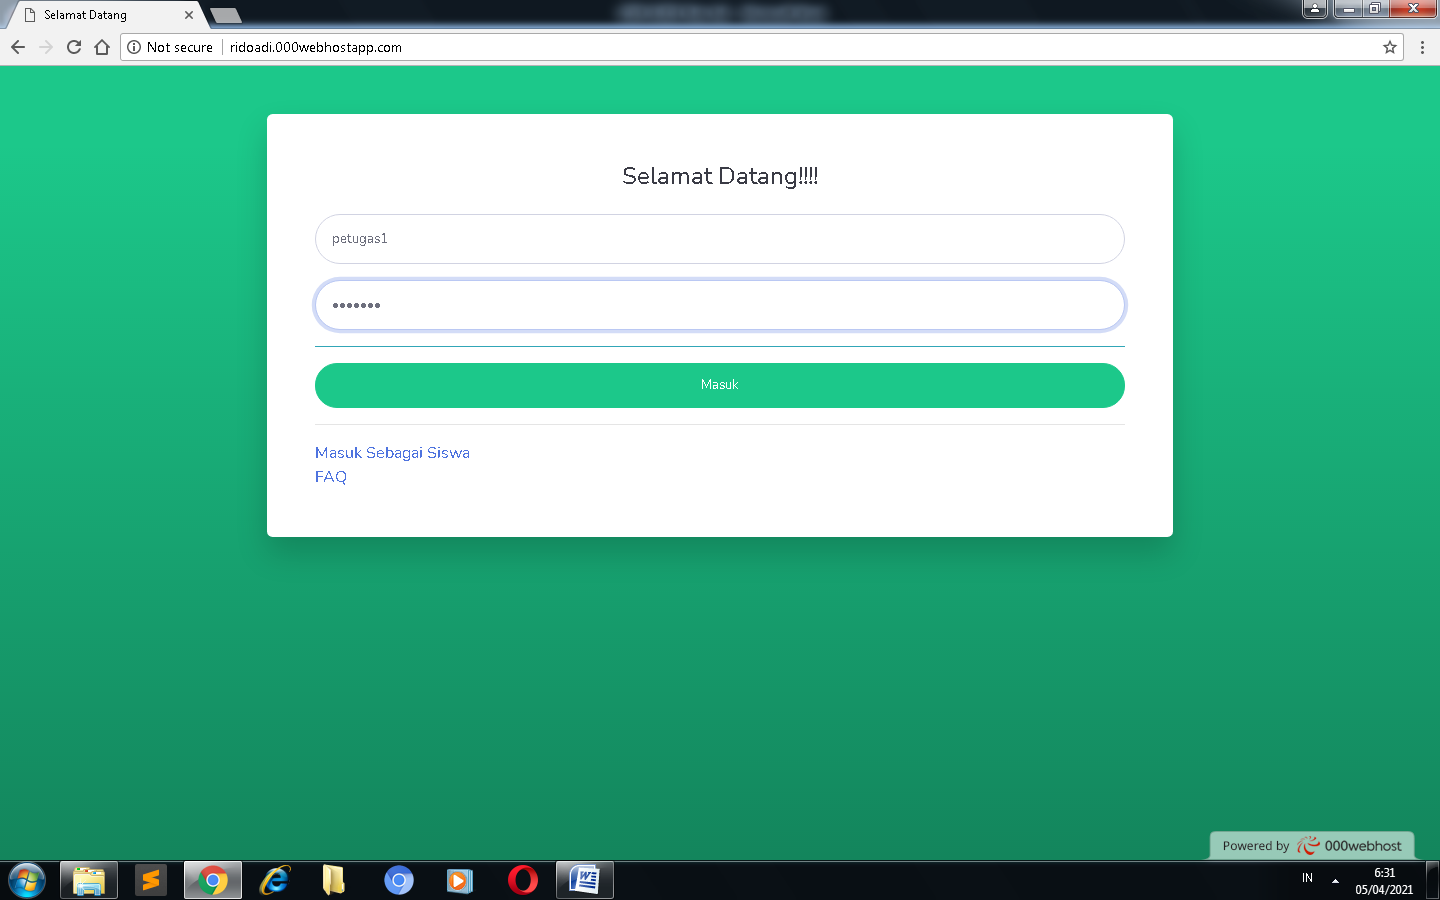 Selamat Datang
Not secure
ridoadi.000webhostapp.com
Selamat Datang!!!!
petugas1
•••••••
Masuk
Masuk Sebagai Siswa
FAQ
Powered by 000webhost
IN
6:31
05/04/2021